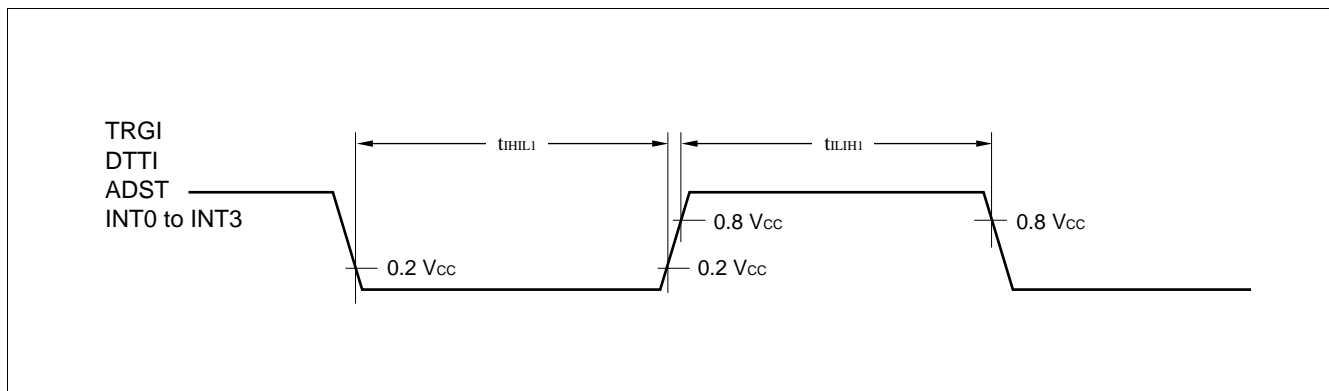 TRGI
DTTI
ADST
INT0 to INT3
tIHIL1
tILIH1
0.8 VCC
0.8 VCC
0.2 VCC
0.2 VCC